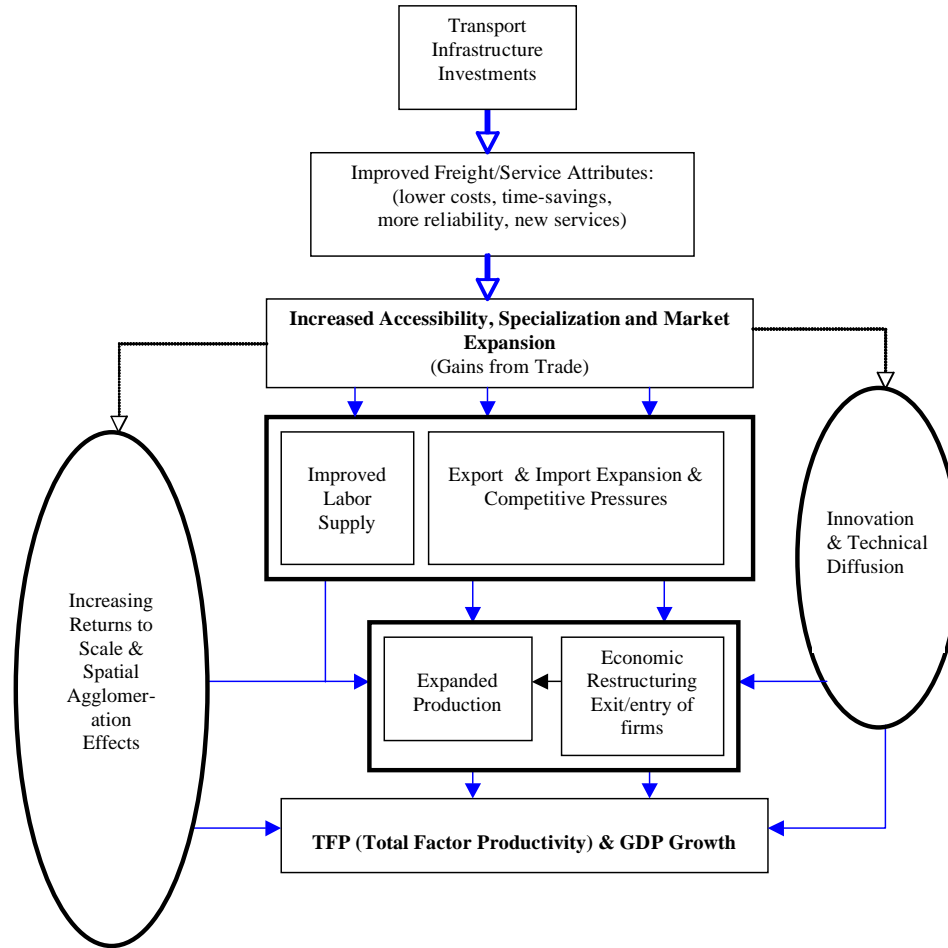 Transport
Infrastructure
Investments
Improved Freight/Service Attributes:
(lower costs, time-savings,
more reliability, new services)
Increased Accessibility, Specialization and Market
Expansion
(Gains from Trade)
Improved
Labor
Supply
Export & Import Expansion &
Competitive Pressures
Innovation
& Technical
Diffusion
Increasing
Returns to
Scale &
Spatial
Agglomer-
ation
Effects
Expanded
Production
Economic
Restructuring
Exit/entry of
firms
TFP (Total Factor Productivity) & GDP Growth